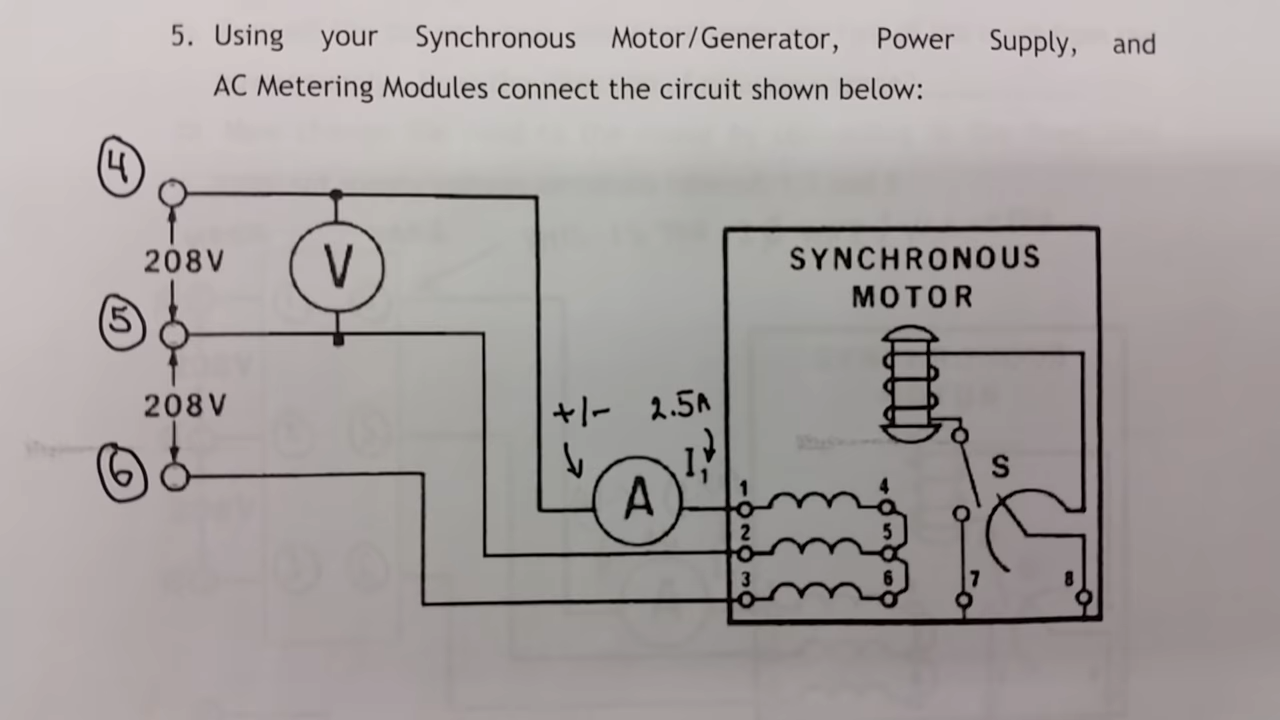 5. Using your Synchronous Motor/Generator, Power Supply, and
AC Metering Modules connect the circuit shown below:
4
208V
V
5
208V
6
SYNCHRONOUS
MOTOR
+/- 2.5A
I1
A
S
1 4
2 5
3 6
7 8